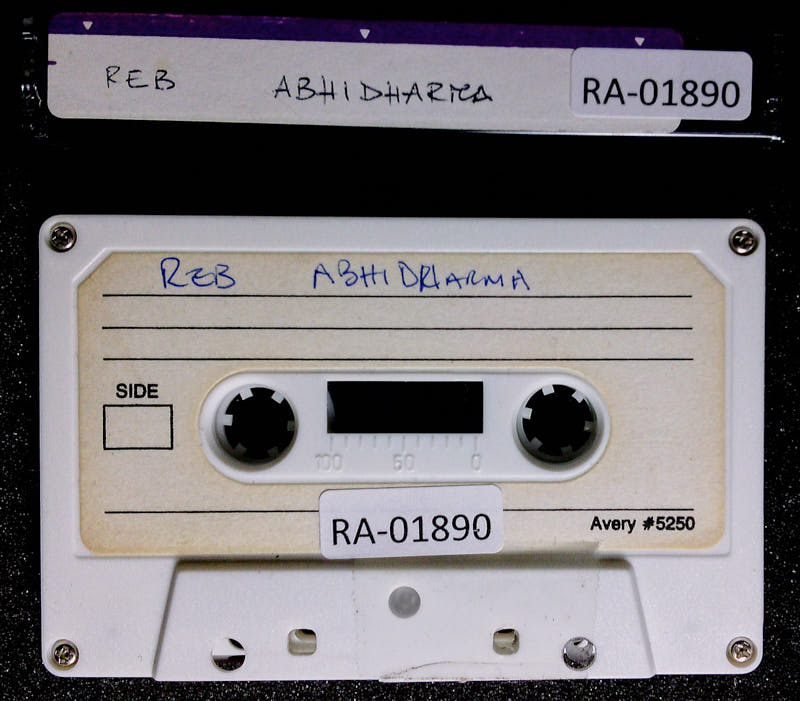 REB ABHIDHARMA RA-01890
REB ABHIDHARMA
SIDE
100 50 0
RA-01890
Avery #5250